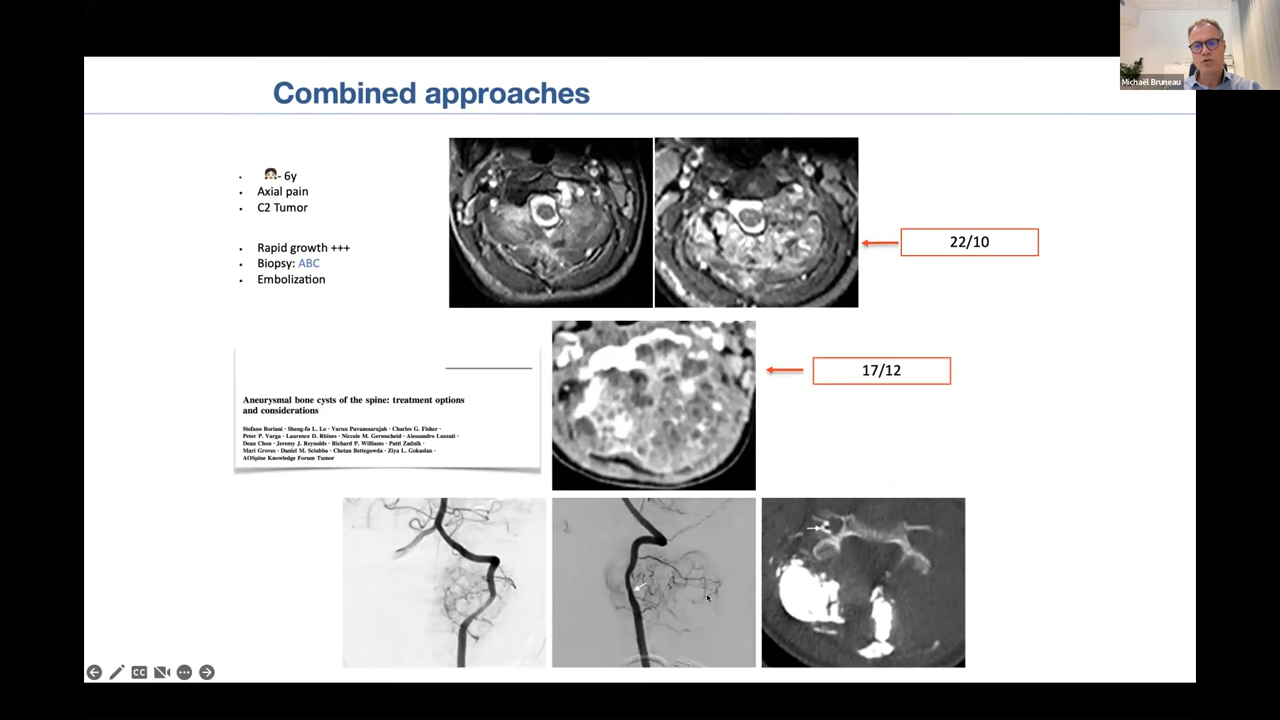 Michaël Bruneau
Combined approaches
- 6y
Axial pain
C2 Tumor
Rapid growth +++
Biopsy: ABC
Embolization
22/10
17/12
Aneurysmal bone cysts of the spine: treatment options
and considerations
Stefano Boriani · Sheng-fu L. Lo · Varun Puvanesarajah · Charles G. Fisher ·
Peter P. Varga · Laurence D. Rhines · Niccole M. Germscheid · Alessandro Luzzati ·
Dean Chou · Jeremy J. Reynolds · Richard P. Williams · Patti Zadnik ·
Mari Groves · Daniel M. Sciubba · Chetan Bettegowda · Ziya L. Gokaslan ·
AOSpine Knowledge Forum Tumor
CC